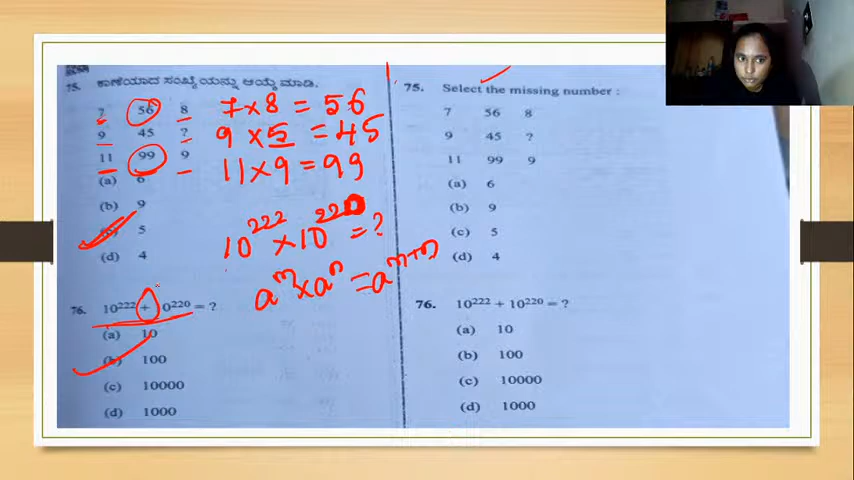 75. ಕಾಣೆಯಾದ ಸಂಖ್ಯೆಯನ್ನು ಆಯ್ಕೆ ಮಾಡಿ.
7 56 8
9 45 ?
11 99 9
(a) 6
(b) 9
5
(d) 4
7 × 8 = 56
9 × 5 = 45
11 × 9 = 99
10²²² × 10²²⁰ = ?
aᵐ × aⁿ = aᵐ⁺ⁿ
76. 10²²² + 0²²⁰ = ?
(a) 10
(b) 100
(c) 10000
(d) 1000
75. Select the missing number :
7 56 8
9 45 ?
11 99 9
(a) 6
(b) 9
(c) 5
(d) 4
76. 10²²² + 10²²⁰ = ?
(a) 10
(b) 100
(c) 10000
(d) 1000